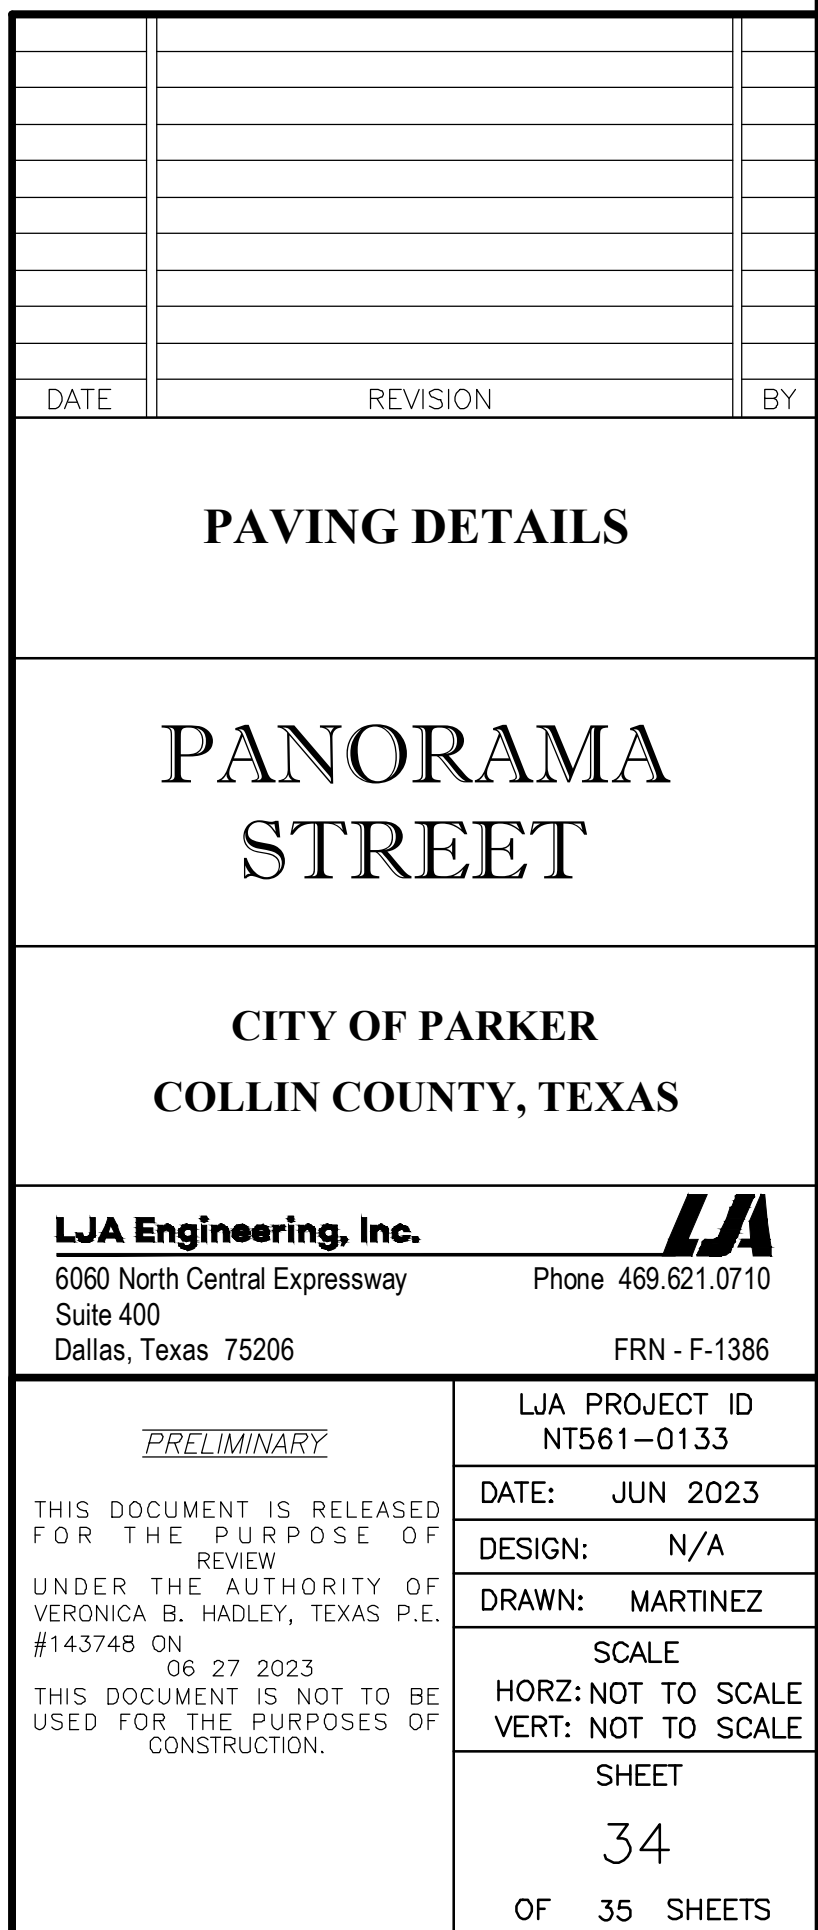 DATE REVISION BY
PAVING DETAILS
PANORAMA
STREET
CITY OF PARKER
COLLIN COUNTY, TEXAS
LJA Engineering, Inc. LJA
6060 North Central Expressway Phone 469.621.0710
Suite 400
Dallas, Texas 75206 FRN - F-1386
PRELIMINARY
THIS DOCUMENT IS RELEASED
FOR THE PURPOSE OF
REVIEW
UNDER THE AUTHORITY OF
VERONICA B. HADLEY, TEXAS P.E.
#143748 ON
06 27 2023
THIS DOCUMENT IS NOT TO BE
USED FOR THE PURPOSES OF
CONSTRUCTION.
LJA PROJECT ID
NT561-0133
DATE: JUN 2023
DESIGN: N/A
DRAWN: MARTINEZ
SCALE
HORZ: NOT TO SCALE
VERT: NOT TO SCALE
SHEET
34
OF 35 SHEETS